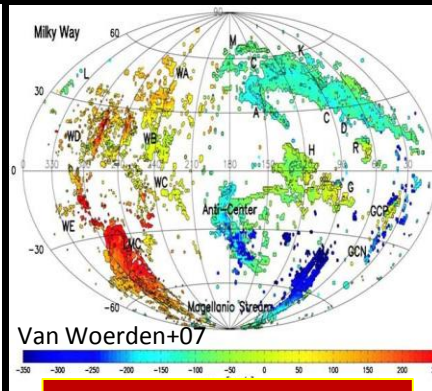 90
Milky Way
60
M
K
C
WA
L
30
A
C
D
WD
WB
H
R
0
0 330
210 180
30
WC
G
WE
Anti-Center
GCP
MC
GCN
-30
-60
Magellanic Stream
Van Woerden+07
-350 -300 -250 -200 -150 -100 -50 0 50 100 150 200